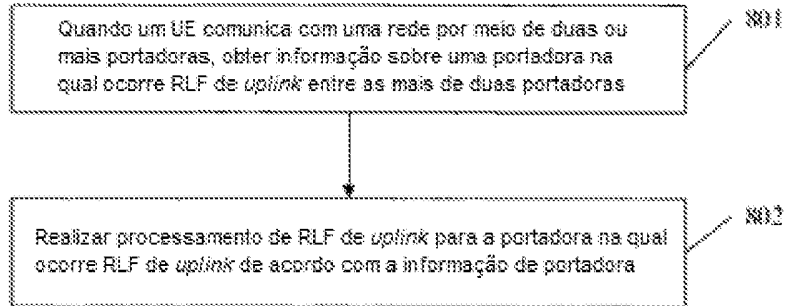 Quando um UE comunica com uma rede por meio de duas ou
mais portadoras, obter informação sobre uma portadora na
qual ocorre RLF de uplink entre as mais de duas portadoras
801
Realizar processamento de RLF de uplink para a portadora na qual
ocorre RLF de uplink de acordo com a informação de portadora
802